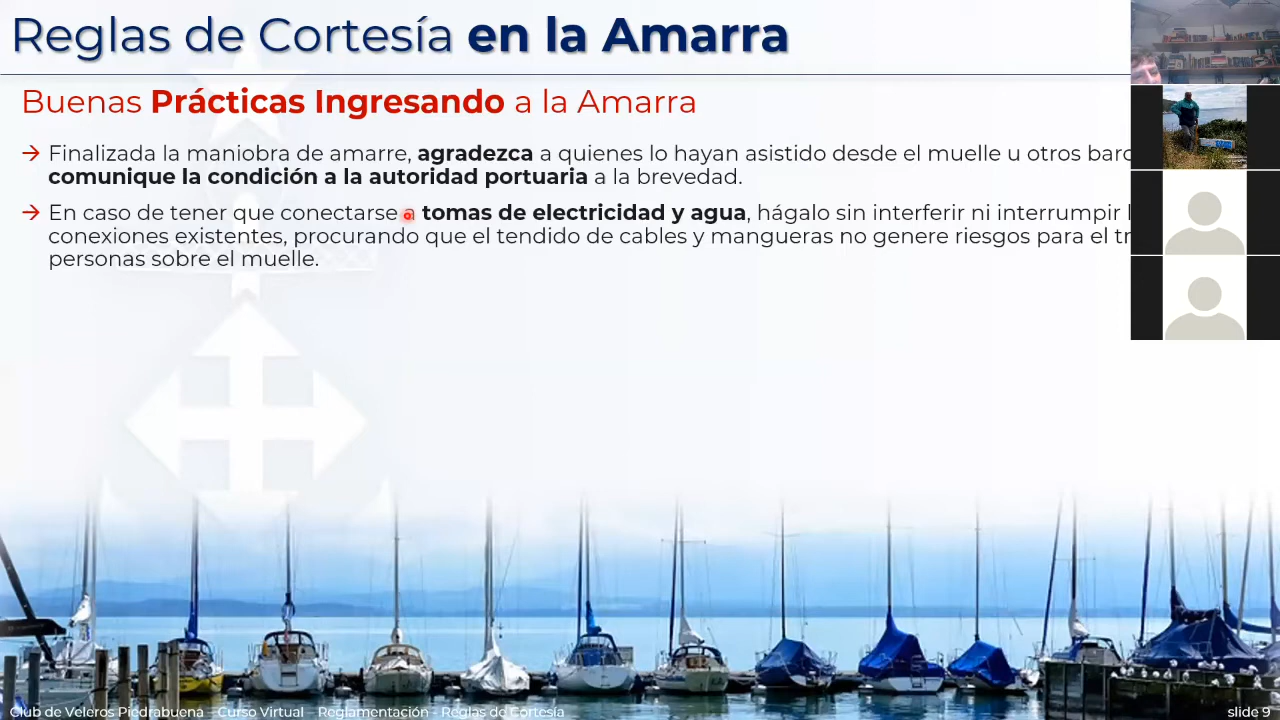 Reglas de Cortesía en la Amarra
Buenas Prácticas Ingresando a la Amarra
→ Finalizada la maniobra de amarre, agradezca a quienes lo hayan asistido desde el muelle u otros
comunique la condición a la autoridad portuaria a la brevedad.
→ En caso de tener que conectarse a tomas de electricidad y agua, hágalo sin interferir ni interrumpir
conexiones existentes, procurando que el tendido de cables y mangueras no genere riesgos para el
personas sobre el muelle.
Club de Veleros Piedrabuena - Curso Virtual - Reglamentación - Reglas de Cortesía
slide 9